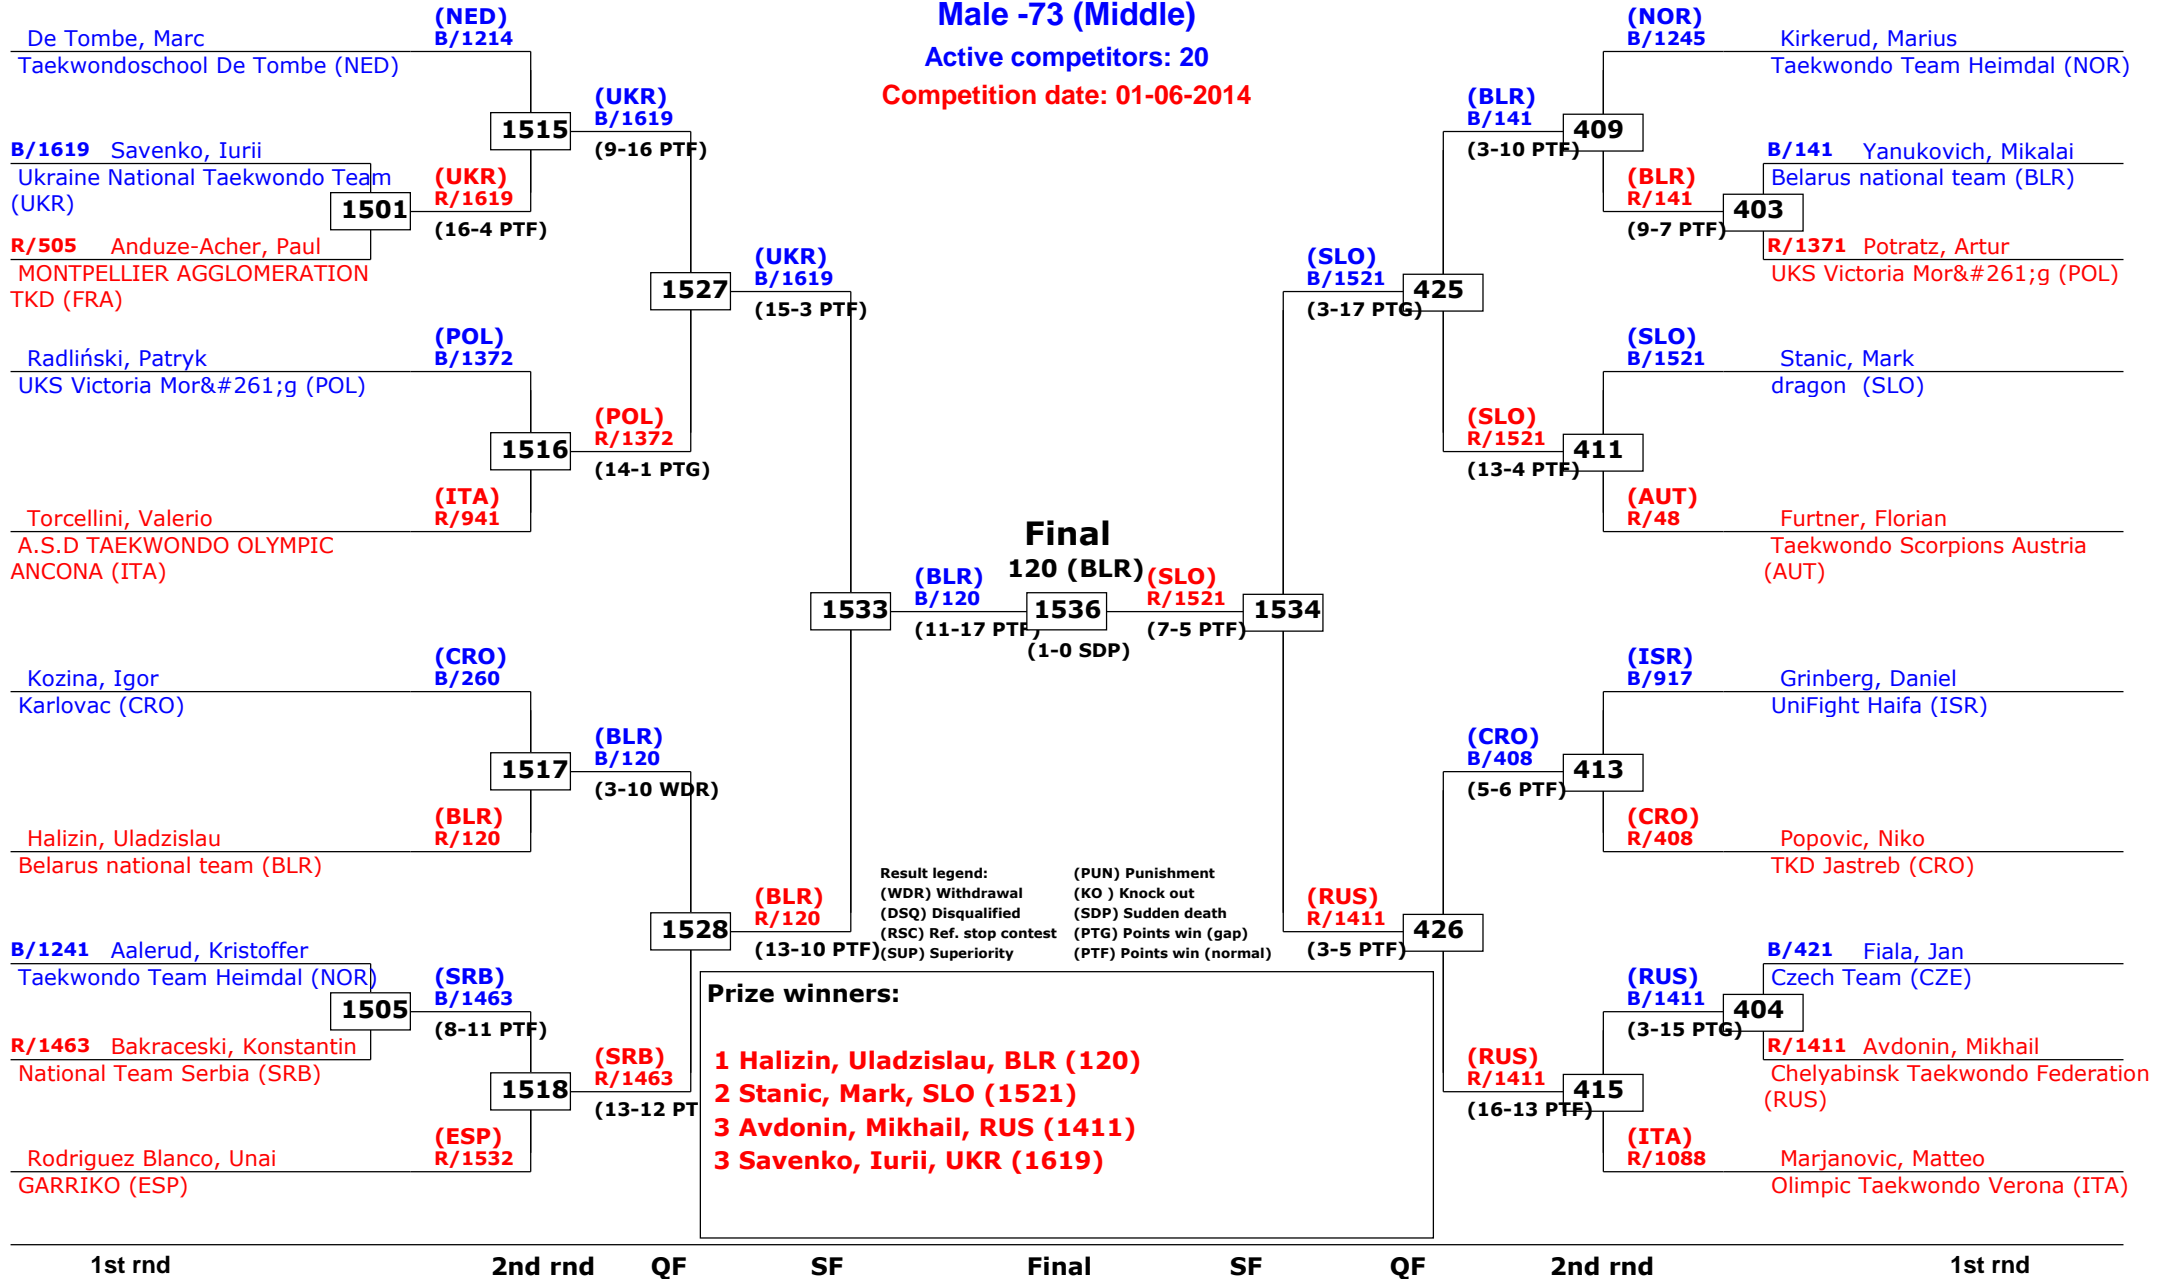 Male -73 (Middle)
Active competitors: 20
Competition date: 01-06-2014
De Tombe, Marc
Taekwondoschool De Tombe (NED)
(NED)
B/1214
B/1619 Savenko, Iurii
Ukraine National Taekwondo Team
(UKR)
R/505 Anduze-Acher, Paul
MONTPELLIER AGGLOMERATION
TKD (FRA)
1501
(UKR)
R/1619
(16-4 PTF)
1515
(UKR)
B/1619
(9-16 PTF)
Radliński, Patryk
UKS Victoria Mor&#261;g (POL)
(POL)
B/1372
Torcellini, Valerio
A.S.D TAEKWONDO OLYMPIC
ANCONA (ITA)
(ITA)
R/941
1516
(POL)
R/1372
(14-1 PTG)
1527
(UKR)
B/1619
(15-3 PTF)
Kozina, Igor
Karlovac (CRO)
(CRO)
B/260
Halizin, Uladzislau
Belarus national team (BLR)
(BLR)
R/120
1517
(BLR)
B/120
(3-10 WDR)
B/1241 Aalerud, Kristoffer
Taekwondo Team Heimdal (NOR)
R/1463 Bakraceski, Konstantin
National Team Serbia (SRB)
1505
(SRB)
B/1463
(8-11 PTF)
Rodriguez Blanco, Unai
GARRIKO (ESP)
(ESP)
R/1532
1518
(SRB)
R/1463
(13-12 PT
1528
(BLR)
R/120
(13-10 PTF)
1533
(BLR)
B/120
(11-17 PTF)
Final
120 (BLR)
1536
(1-0 SDP)
(SLO)
R/1521
(7-5 PTF)
1534
(SLO)
B/1521
(3-17 PTG)
425
(BLR)
B/141
(3-10 PTF)
409
(NOR)
B/1245
Kirkerud, Marius
Taekwondo Team Heimdal (NOR)
(BLR)
R/141
(9-7 PTF)
403
B/141 Yanukovich, Mikalai
Belarus national team (BLR)
R/1371 Potratz, Artur
UKS Victoria Mor&#261;g (POL)
(SLO)
R/1521
(13-4 PTF)
411
(SLO)
B/1521
Stanic, Mark
dragon (SLO)
(AUT)
R/48
Furtner, Florian
Taekwondo Scorpions Austria
(AUT)
(RUS)
R/1411
(3-5 PTF)
426
(CRO)
B/408
(5-6 PTF)
413
(ISR)
B/917
Grinberg, Daniel
UniFight Haifa (ISR)
(CRO)
R/408
Popovic, Niko
TKD Jastreb (CRO)
(RUS)
R/1411
(16-13 PTF)
415
(RUS)
B/1411
(3-15 PTG)
404
B/421 Fiala, Jan
Czech Team (CZE)
R/1411 Avdonin, Mikhail
Chelyabinsk Taekwondo Federation
(RUS)
(ITA)
R/1088
Marjanovic, Matteo
Olimpic Taekwondo Verona (ITA)
Result legend:
(WDR) Withdrawal
(DSQ) Disqualified
(RSC) Ref. stop contest
(SUP) Superiority
(PUN) Punishment
(KO ) Knock out
(SDP) Sudden death
(PTG) Points win (gap)
(PTF) Points win (normal)
Prize winners:
1 Halizin, Uladzislau, BLR (120)
2 Stanic, Mark, SLO (1521)
3 Avdonin, Mikhail, RUS (1411)
3 Savenko, Iurii, UKR (1619)
1st rnd 2nd rnd QF SF Final SF QF 2nd rnd 1st rnd